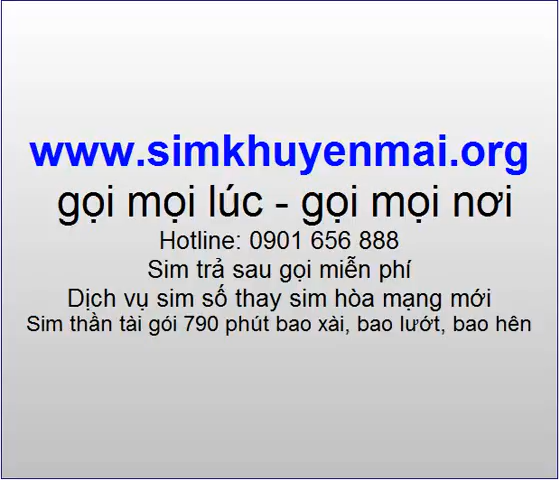 www.simkhuyenmai.org
gọi mọi lúc - gọi mọi nơi
Hotline: 0901 656 888
Sim trả sau gọi miễn phí
Dịch vụ sim số thay sim hòa mạng mới
Sim thần tài gói 790 phút bao xài, bao lướt, bao hên